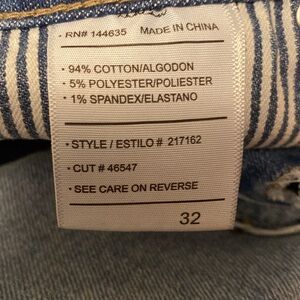 • RN# 144635 MADE IN CHINA
• 94% COTTON/ALGODON
• 5% POLYESTER/POLIESTER
• 1% SPANDEX/ELASTANO
• STYLE / ESTILO # 217162
• CUT # 46547
• SEE CARE ON REVERSE
32